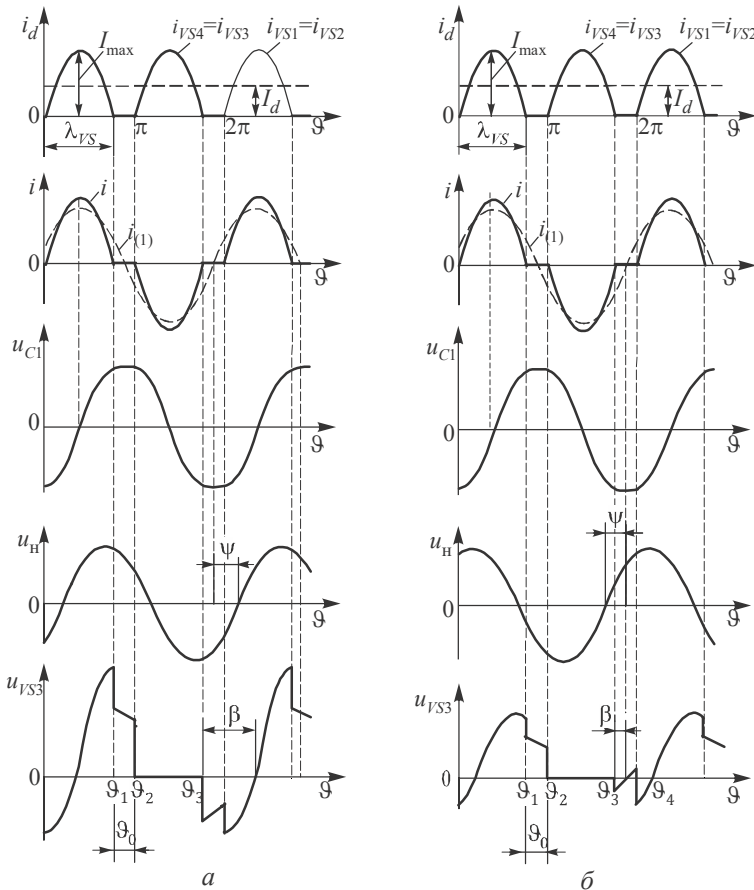 i_d i_VS4=i_VS3 i_VS1=i_VS2
I_max
0
I_d
λ_VS π 2π ϑ
i
i
i_(1)
0
ϑ
u_C1
0
ϑ
u_н
ψ
0
ϑ
u_VS3
β
0
ϑ_1 ϑ_2 ϑ_3 ϑ
ϑ_0
а
i_d i_VS4=i_VS3 i_VS1=i_VS2
I_max
0
I_d
λ_VS π 2π ϑ
i
i
i_(1)
0
ϑ
u_C1
0
ϑ
u_н
ψ
0
ϑ
u_VS3
β
0
ϑ_1 ϑ_2 ϑ_3 ϑ_4 ϑ
ϑ_0
б